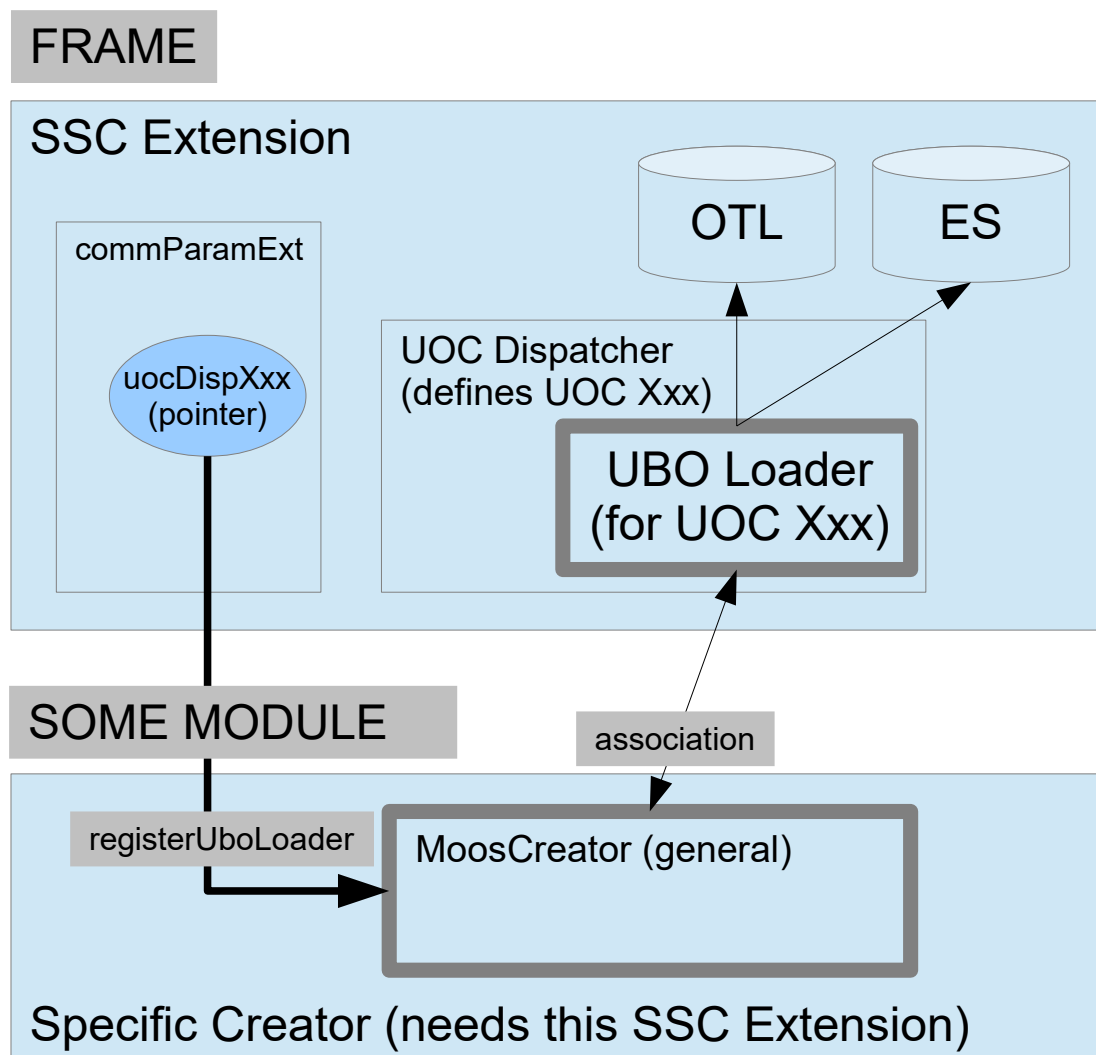 FRAME
SSC Extension
OTL
ES
commParamExt
uocDispXxx
(pointer)
UOC Dispatcher
(defines UOC Xxx)
UBO Loader
(for UOC Xxx)
SOME MODULE
association
registerUboLoader
MoosCreator (general)
Specific Creator (needs this SSC Extension)